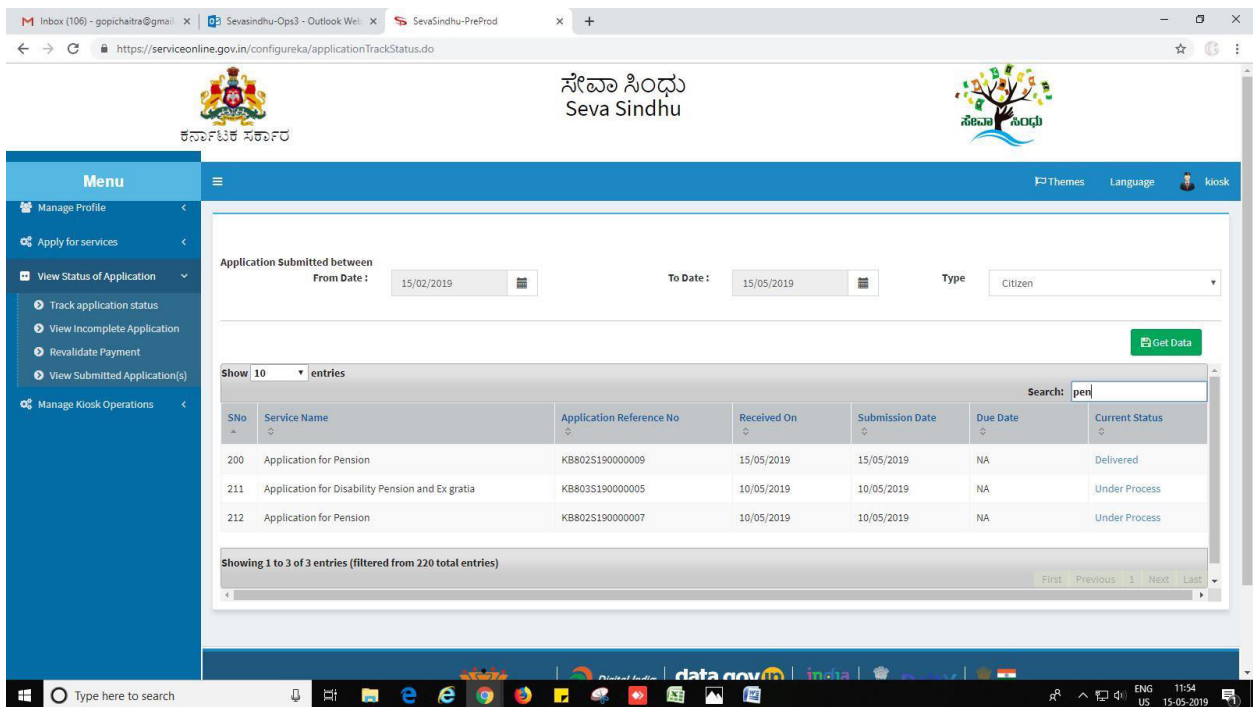 Inbox (106) - gopichaitra@gmail
Sevasindhu-Ops3 - Outlook Web
SevaSindhu-PreProd
https://serviceonline.gov.in/configureka/applicationTrackStatus.do
ಕರ್ನಾಟಕ ಸರ್ಕಾರ
ಸೇವಾ ಸಿಂಧು
Seva Sindhu
ಸೇವಾ ಸಿಂಧು
Menu
Themes Language kiosk
Manage Profile
Apply for services
View Status of Application
Track application status
View Incomplete Application
Revalidate Payment
View Submitted Application(s)
Manage Kiosk Operations
Application Submitted between
From Date : 15/02/2019 To Date : 15/05/2019 Type Citizen
Get Data
Show 10 entries
Search: pen
SNo Service Name Application Reference No Received On Submission Date Due Date Current Status
200 Application for Pension KB802S190000009 15/05/2019 15/05/2019 NA Delivered
211 Application for Disability Pension and Ex gratia KB803S190000005 10/05/2019 10/05/2019 NA Under Process
212 Application for Pension KB802S190000007 10/05/2019 10/05/2019 NA Under Process
Showing 1 to 3 of 3 entries (filtered from 220 total entries)
First Previous 1 Next Last
Digital India data.gov.in india
Type here to search
ENG 11:54
US 15-05-2019